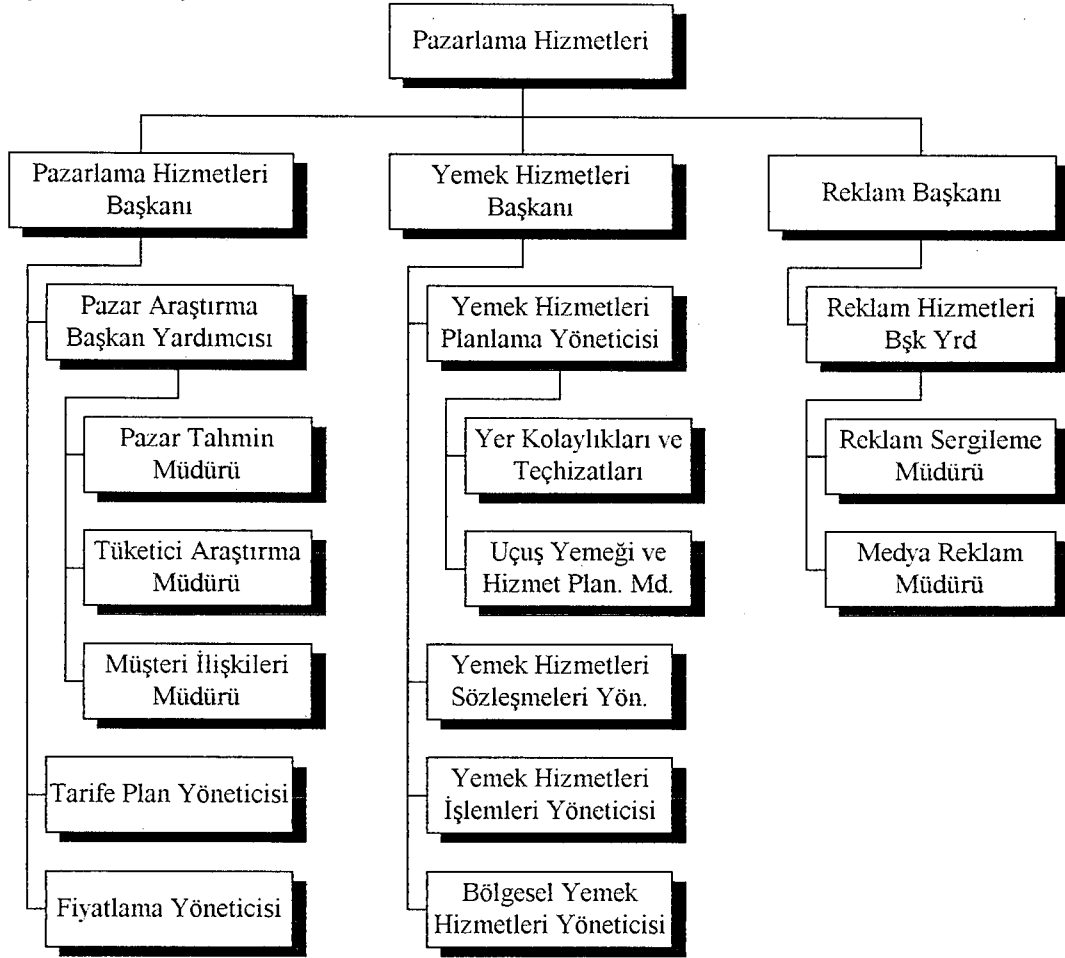 Pazarlama Hizmetleri
Pazarlama Hizmetleri
Başkanı
Pazar Araştırma
Başkan Yardımcısı
Pazar Tahmin
Müdürü
Tüketici Araştırma
Müdürü
Müşteri İlişkileri
Müdürü
Tarife Plan Yöneticisi
Fiyatlama Yöneticisi
Yemek Hizmetleri
Başkanı
Yemek Hizmetleri
Planlama Yöneticisi
Yer Kolaylıkları ve
Teçhizatları
Uçuş Yemeği ve
Hizmet Plan. Md.
Yemek Hizmetleri
Sözleşmeleri Yön.
Yemek Hizmetleri
İşlemleri Yöneticisi
Bölgesel Yemek
Hizmetleri Yöneticisi
Reklam Başkanı
Reklam Hizmetleri
Bşk Yrd
Reklam Sergileme
Müdürü
Medya Reklam
Müdürü